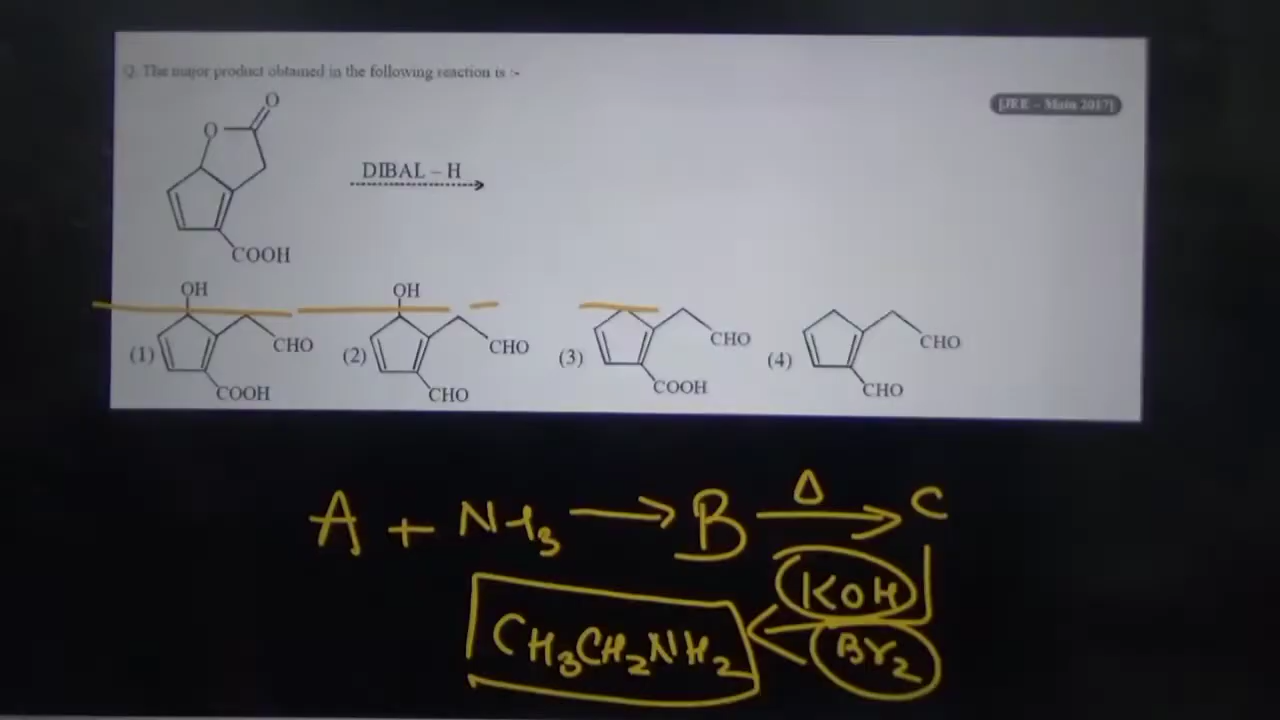 Q. The major product obtained in the following reaction is :-
[JEE – Main 2017]
O
O
DIBAL – H
COOH
(1) OH CHO COOH
(2) OH CHO CHO
(3) CHO COOH
(4) CHO CHO
A + NH3 → B Δ→ C
KOH
Br2
CH3CH2NH2